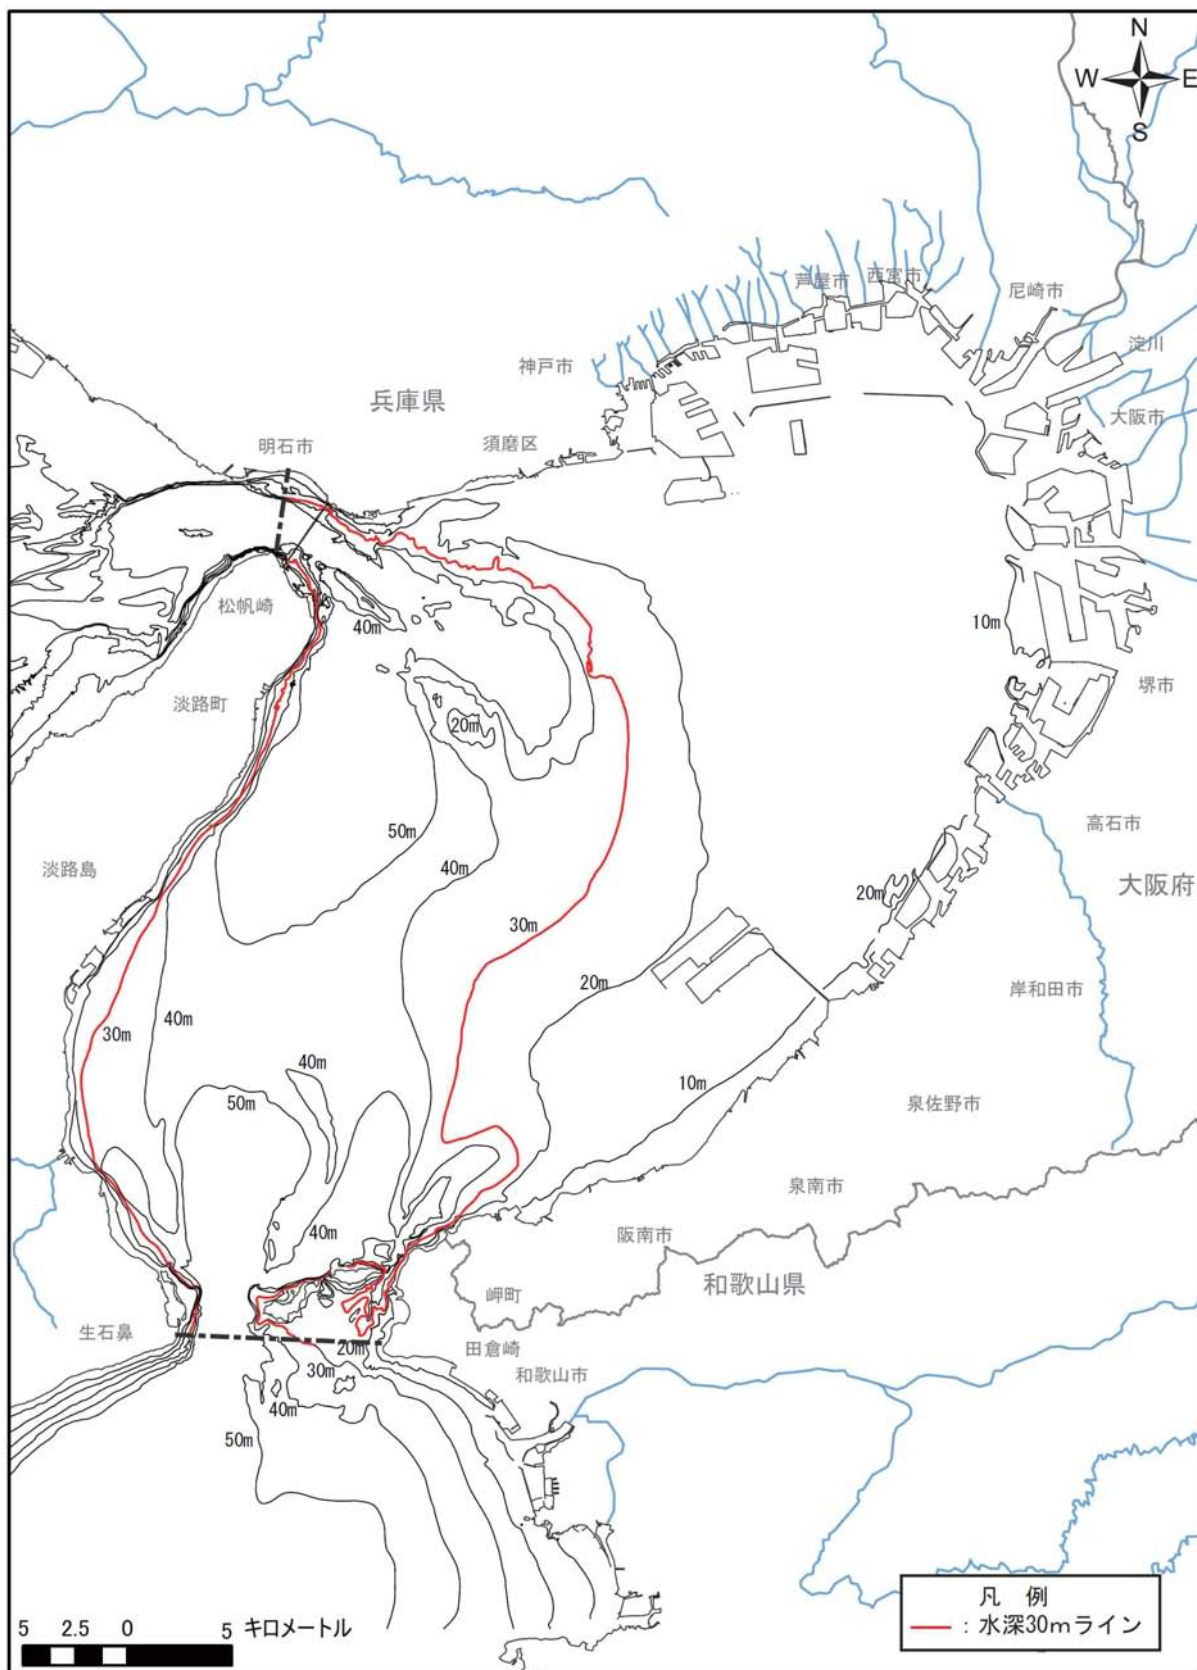 N
W E
S
芦屋市
西宮市
尼崎市
淀川
神戸市
兵庫県
大阪市
明石市
須磨区
10m
松帆崎
40m
堺市
淡路町
20m
50m
高石市
淡路島
40m
大阪府
20m
30m
20m
岸和田市
40m
30m
40m
10m
50m
泉佐野市
泉南市
40m
阪南市
和歌山県
岬町
生石鼻
田倉崎
20m
30m
和歌山市
40m
50m
凡 例
：水深30mライン
5 2.5 0 5 キロメートル